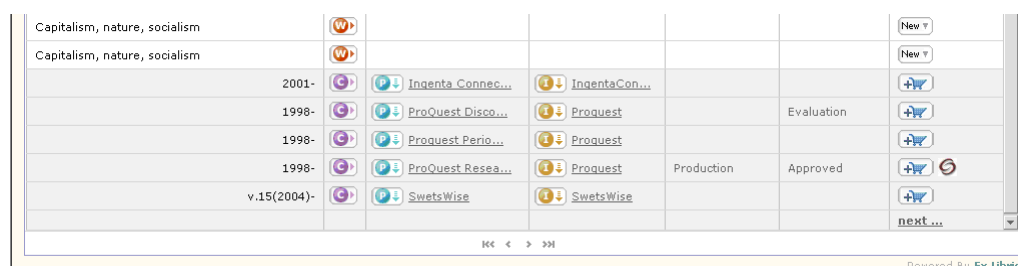 Capitalism, nature, socialism W New
Capitalism, nature, socialism W New
2001- C P Ingenta Connec... I IngentaCon...
1998- C P ProQuest Disco... I Proquest Evaluation
1998- C P Proquest Perio... I Proquest
1998- C P ProQuest Resea... I Proquest Production Approved
v.15(2004)- C P SwetsWise I SwetsWise
next ...
Powered By Ex Libris